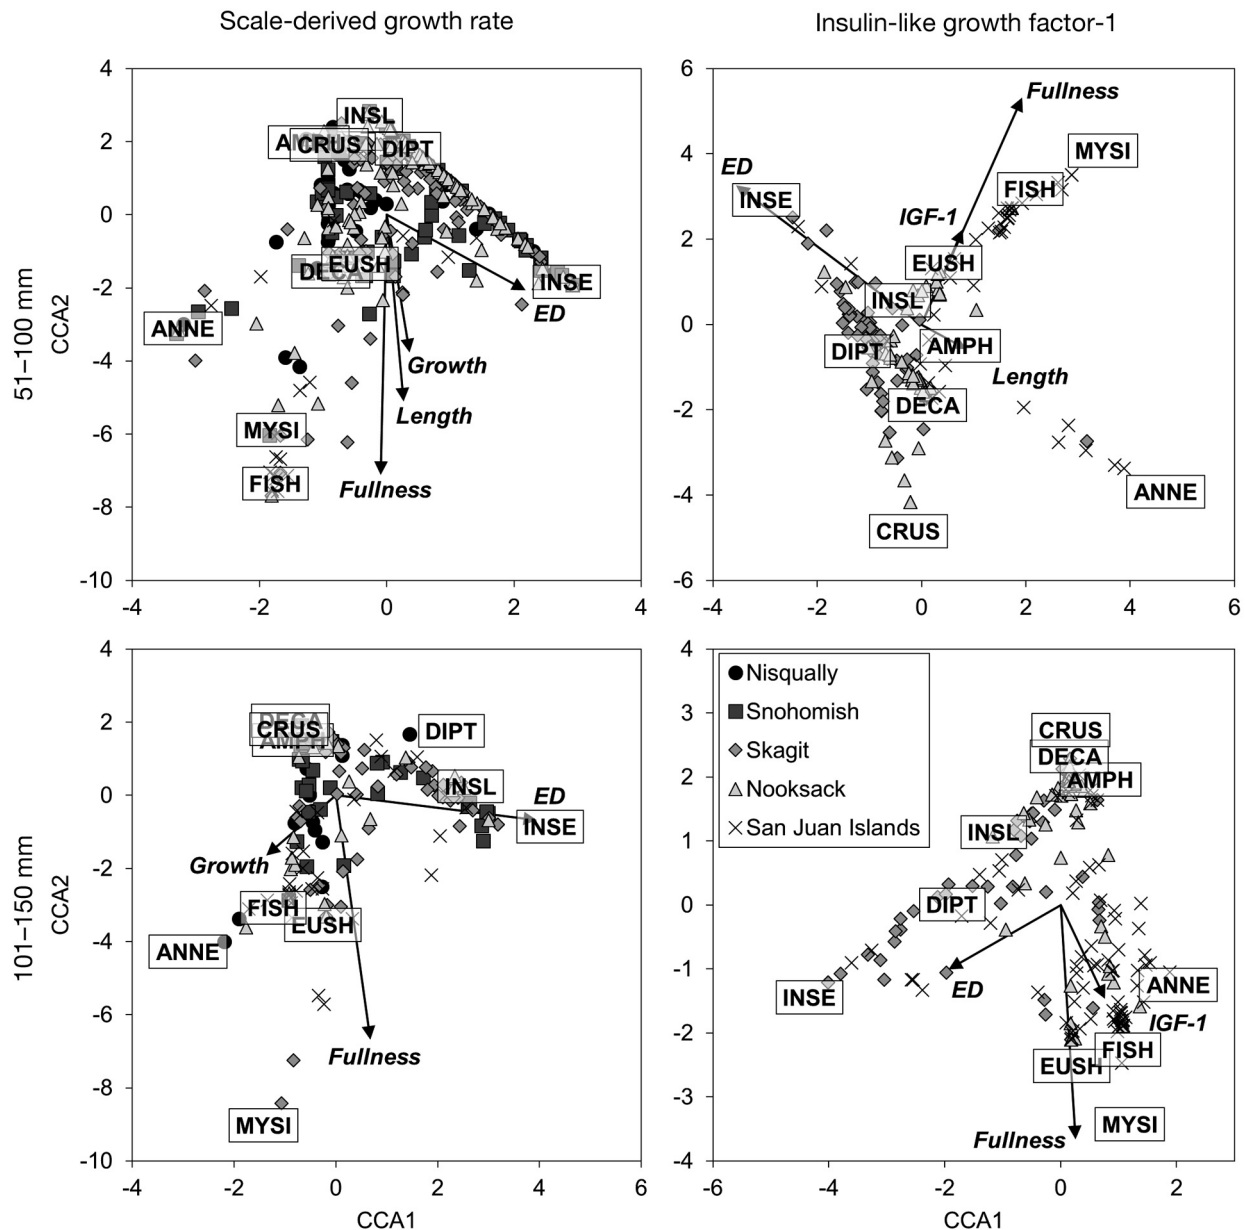 Scale-derived growth rate
Insulin-like growth factor-1
51–100 mm
CCA2
4
2
0
-2
-4
-6
-8
-10
-4
-2
0
2
4
6
INSL
AMPH
CRUS
DIPT
DECA
EUSH
INSE
ED
ANNE
Growth
Length
MYSI
FISH
Fullness
6
4
2
0
-2
-4
-6
-4
-2
0
2
4
6
Fullness
MYSI
ED
INSE
FISH
IGF-1
EUSH
INSL
DIPT
AMPH
Length
DECA
ANNE
CRUS
101–150 mm
CCA2
4
2
0
-2
-4
-6
-8
-10
-4
-2
0
2
4
6
CCA1
DECA
CRUS
AMPH
DIPT
INSL
ED
INSE
Growth
FISH
EUSH
ANNE
Fullness
MYSI
4
3
2
1
0
-1
-2
-3
-4
-6
-4
-2
0
2
CCA1
Nisqually
Snohomish
Skagit
Nooksack
San Juan Islands
CRUS
DECA
AMPH
INSL
DIPT
ED
INSE
ANNE
IGF-1
FISH
EUSH
MYSI
Fullness